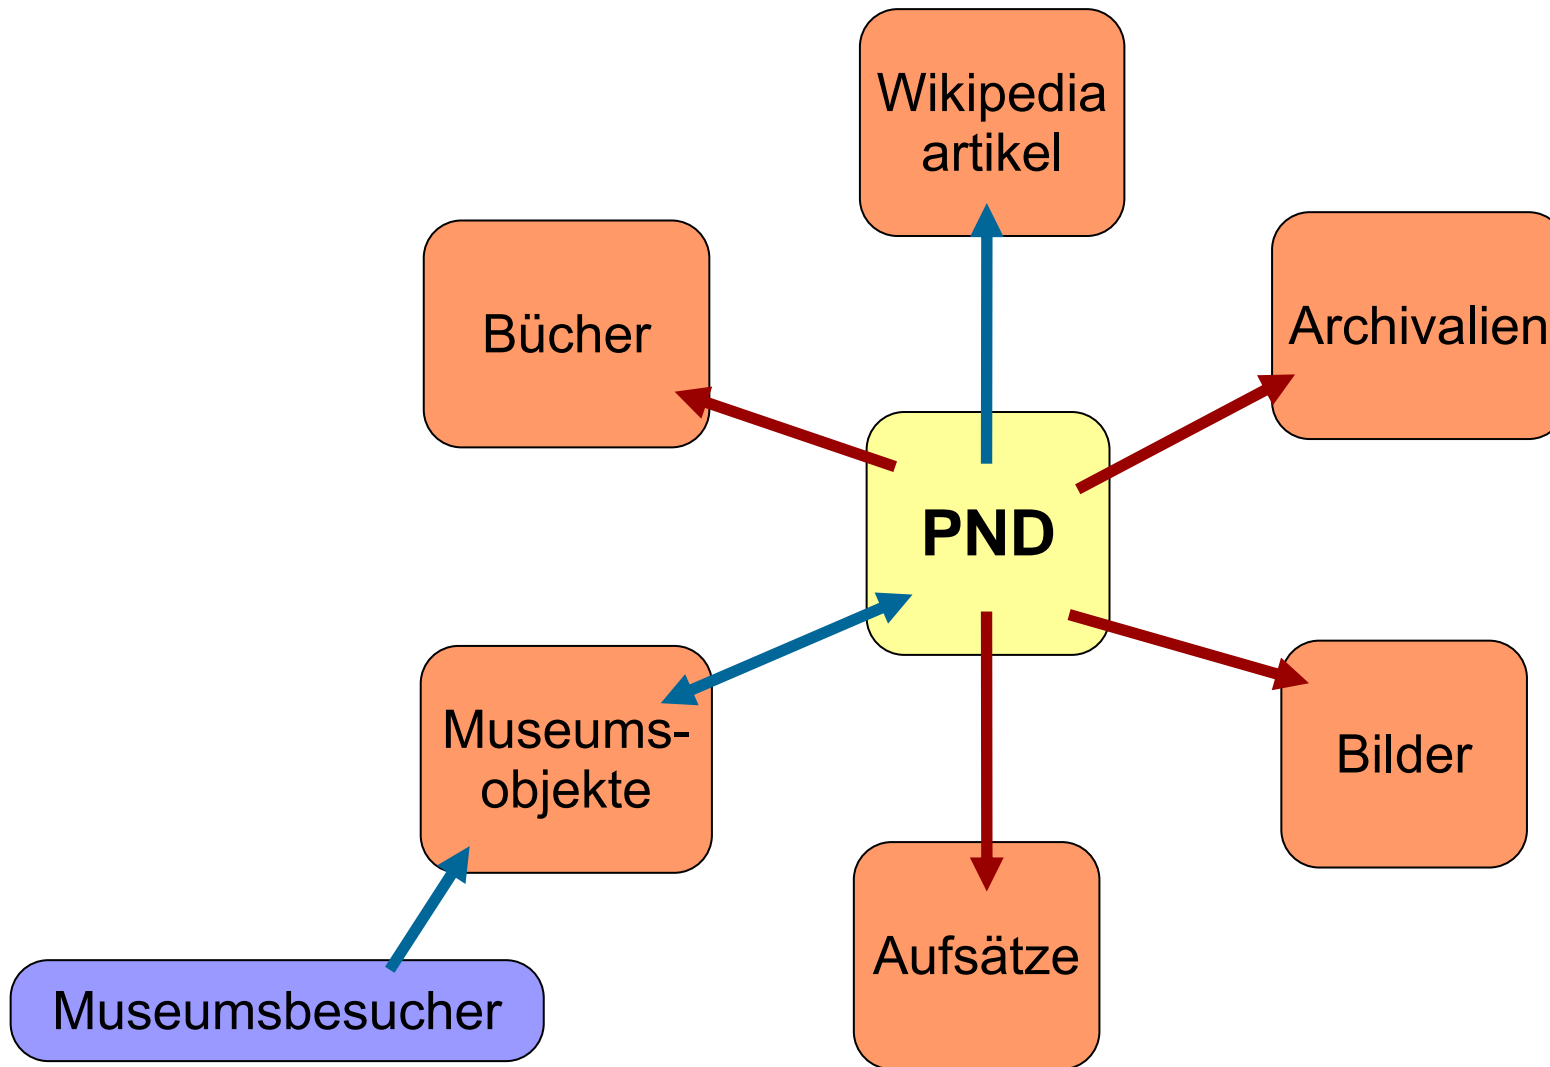 Wikipedia
artikel
Bücher
Archivalien
PND
Museums-
objekte
Bilder
Aufsätze
Museumsbesucher